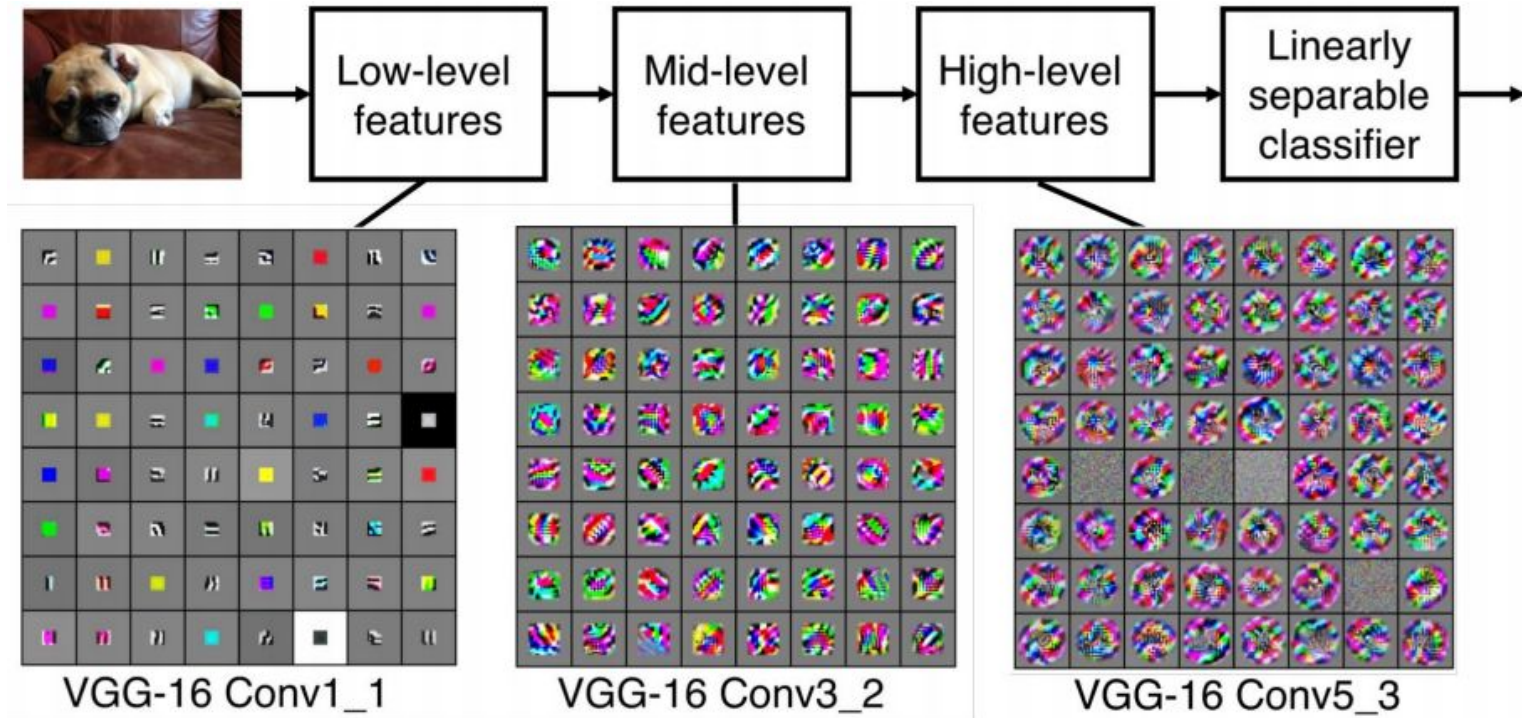 Low-level
features
Mid-level
features
High-level
features
Linearly
separable
classifier
VGG-16 Conv1_1
VGG-16 Conv3_2
VGG-16 Conv5_3